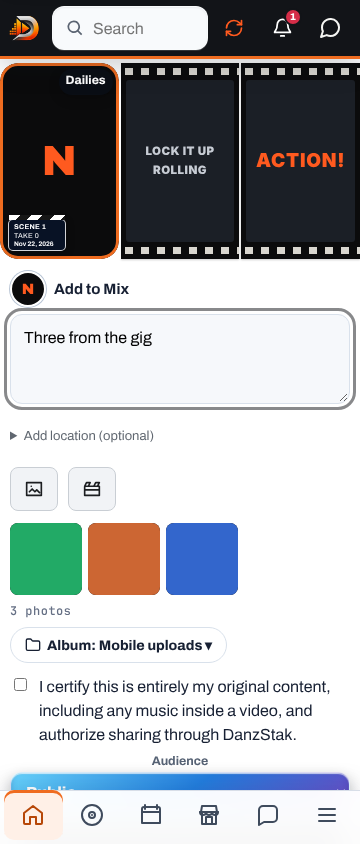 Search
1
Dailies
N
SCENE 1
TAKE 0
Nov 22, 2026
LOCK IT UP
ROLLING
ACTION!
N
Add to Mix
Three from the gig
Add location (optional)
3 photos
Album: Mobile uploads
I certify this is entirely my original content,
including any music inside a video, and
authorize sharing through DanzStak.
Audience